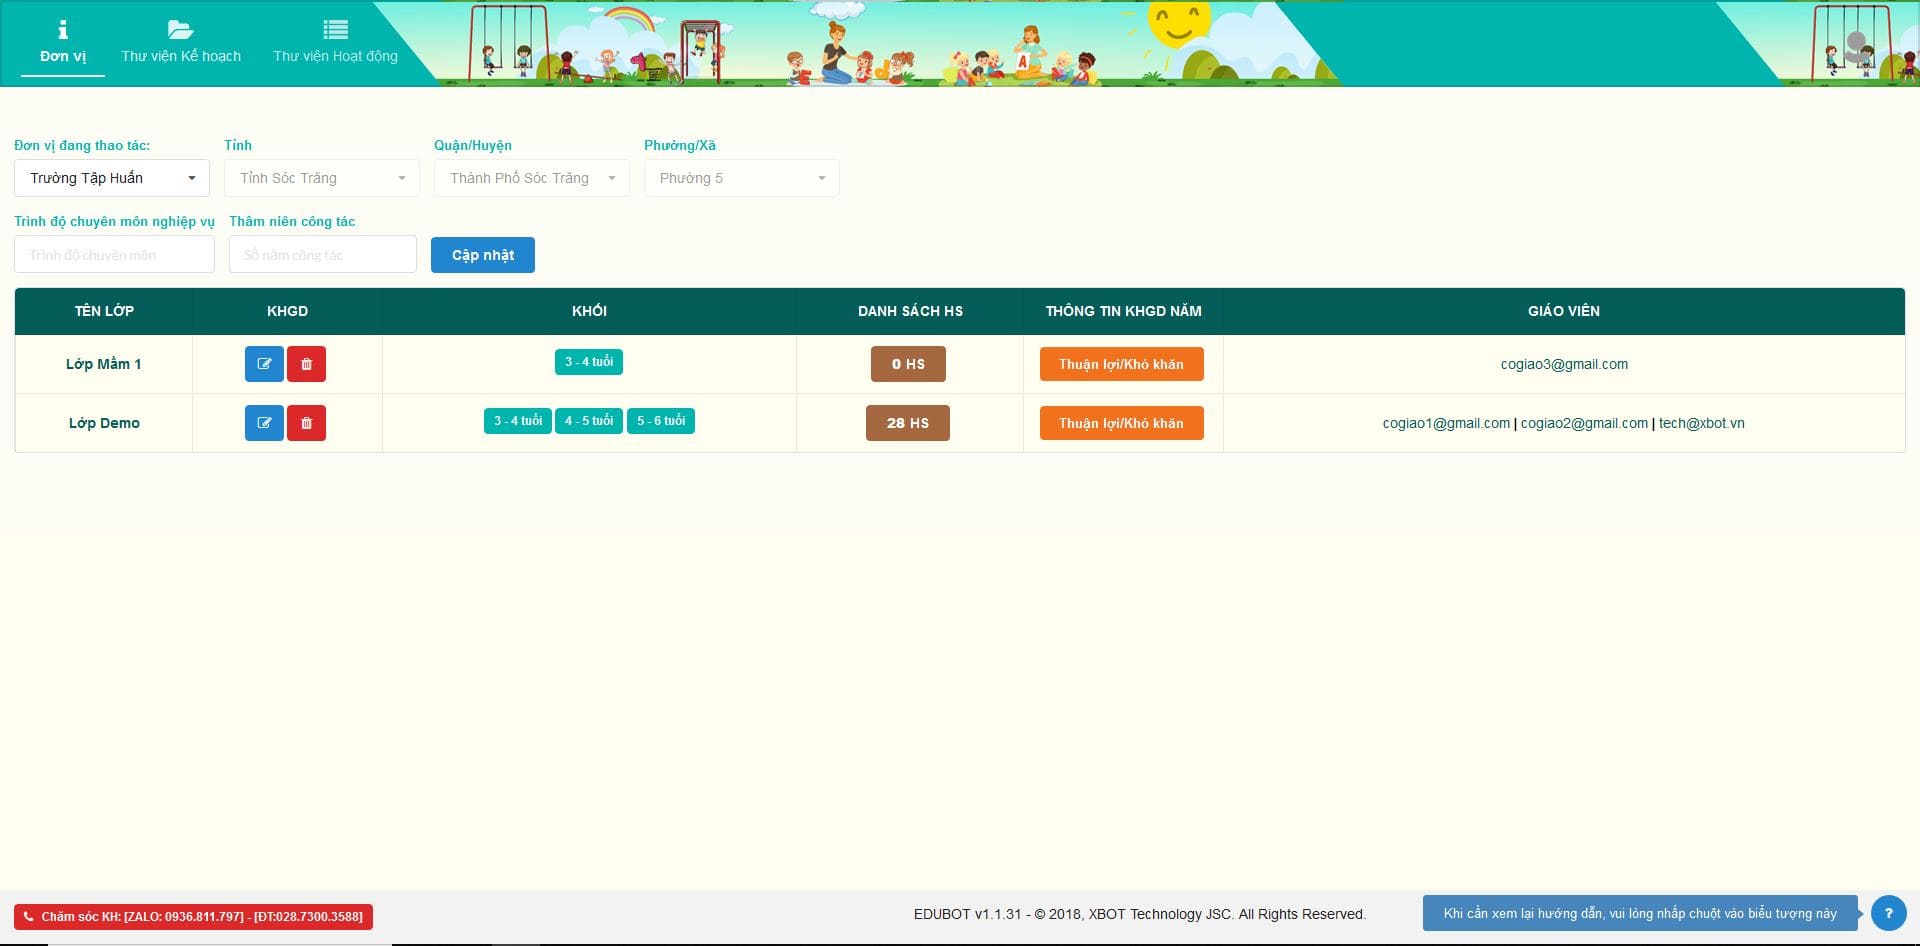 Đơn vị
Thư viện Kế hoạch
Thư viện Hoạt động
A
Đơn vị đang thao tác:
Tỉnh
Quận/Huyện
Phường/Xã
Trường Tập Huấn
Tỉnh Sóc Trăng
Thành Phố Sóc Trăng
Phường 5
Trình độ chuyên môn nghiệp vụ
Thâm niên công tác
Trình độ chuyên môn
Số năm công tác
Cập nhật
TÊN LỚP
KHGD
KHỐI
DANH SÁCH HS
THÔNG TIN KHGD NĂM
GIÁO VIÊN
Lớp Mầm 1
3 - 4 tuổi
0 HS
Thuận lợi/Khó khăn
cogiao3@gmail.com
Lớp Demo
3 - 4 tuổi
4 - 5 tuổi
5 - 6 tuổi
28 HS
Thuận lợi/Khó khăn
cogiao1@gmail.com | cogiao2@gmail.com | tech@xbot.vn
Chăm sóc KH: [ZALO: 0936.811.797] - [ĐT:028.7300.3588]
EDUBOT v1.1.31 - © 2018, XBOT Technology JSC. All Rights Reserved.
Khi cần xem lại hướng dẫn, vui lòng nhấp chuột vào biểu tượng này
?